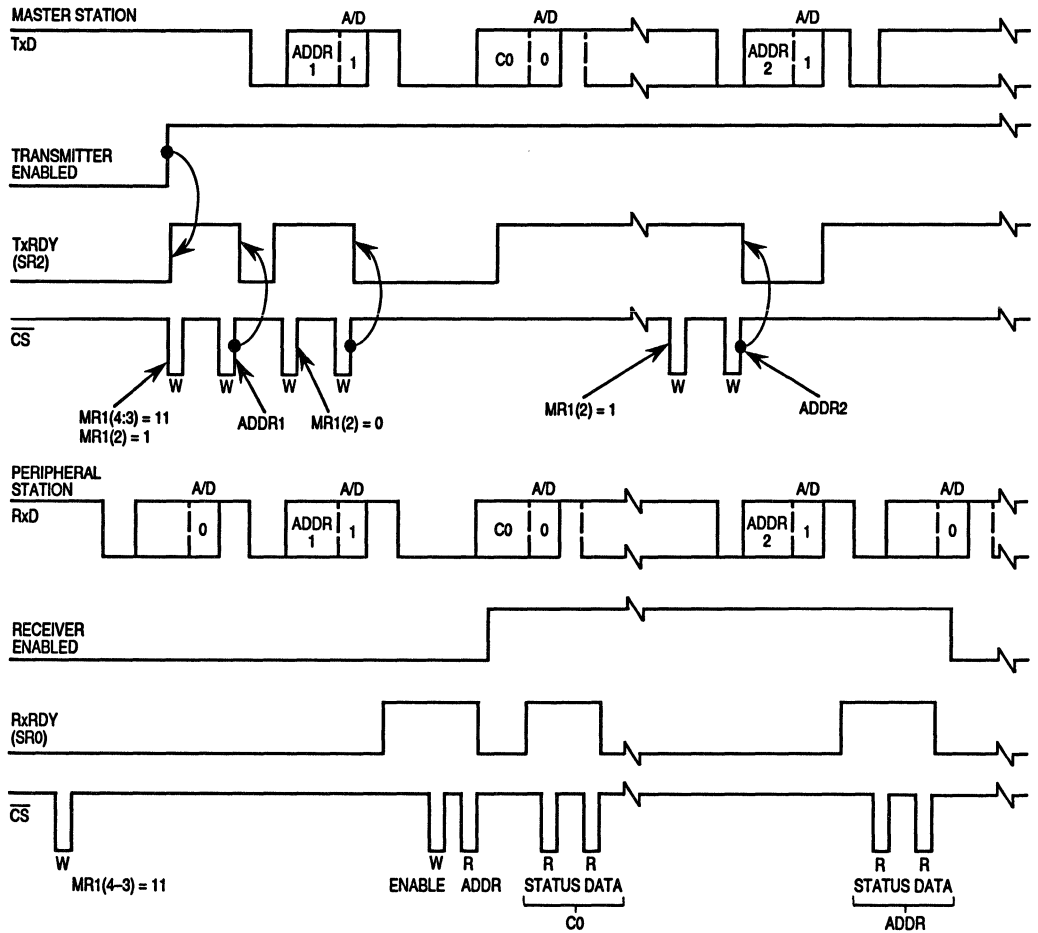 MASTER STATION
TxD
A/D
A/D
A/D
ADDR
1
1
C0
0
ADDR
2
1
TRANSMITTER
ENABLED
TxRDY
(SR2)
CS
W
W
W
W
W
W
MR1(4:3) = 11
MR1(2) = 1
ADDR1
MR1(2) = 0
MR1(2) = 1
ADDR2
PERIPHERAL
STATION
RxD
A/D
A/D
A/D
A/D
A/D
0
ADDR
1
1
C0
0
ADDR
2
1
0
RECEIVER
ENABLED
RxRDY
(SR0)
CS
W
W
R
R
R
R
R
MR1(4–3) = 11
ENABLE
ADDR
STATUS DATA
STATUS DATA
C0
ADDR